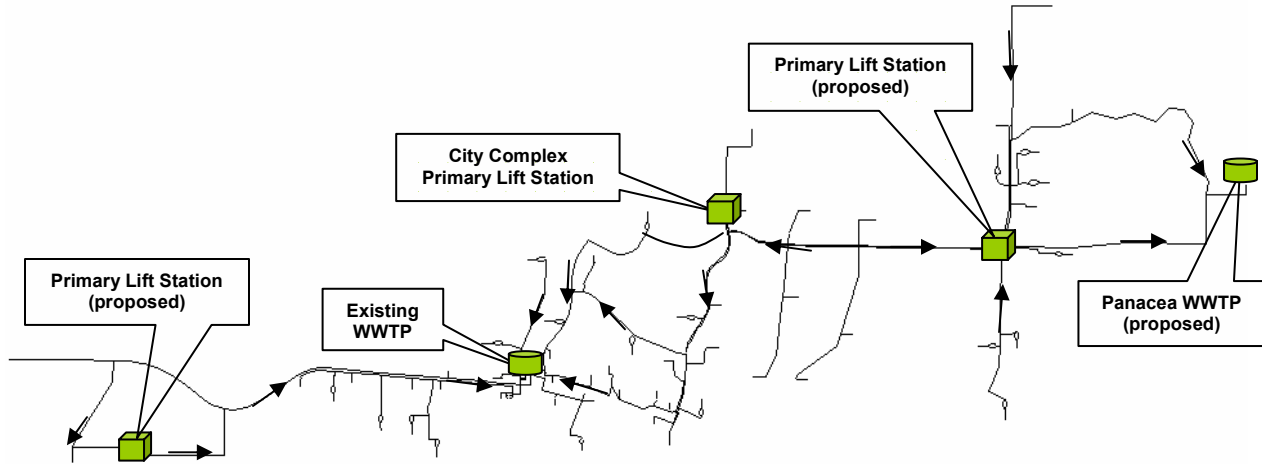 Primary Lift Station
(proposed)
City Complex
Primary Lift Station
Primary Lift Station
(proposed)
Existing
WWTP
Panacea WWTP
(proposed)